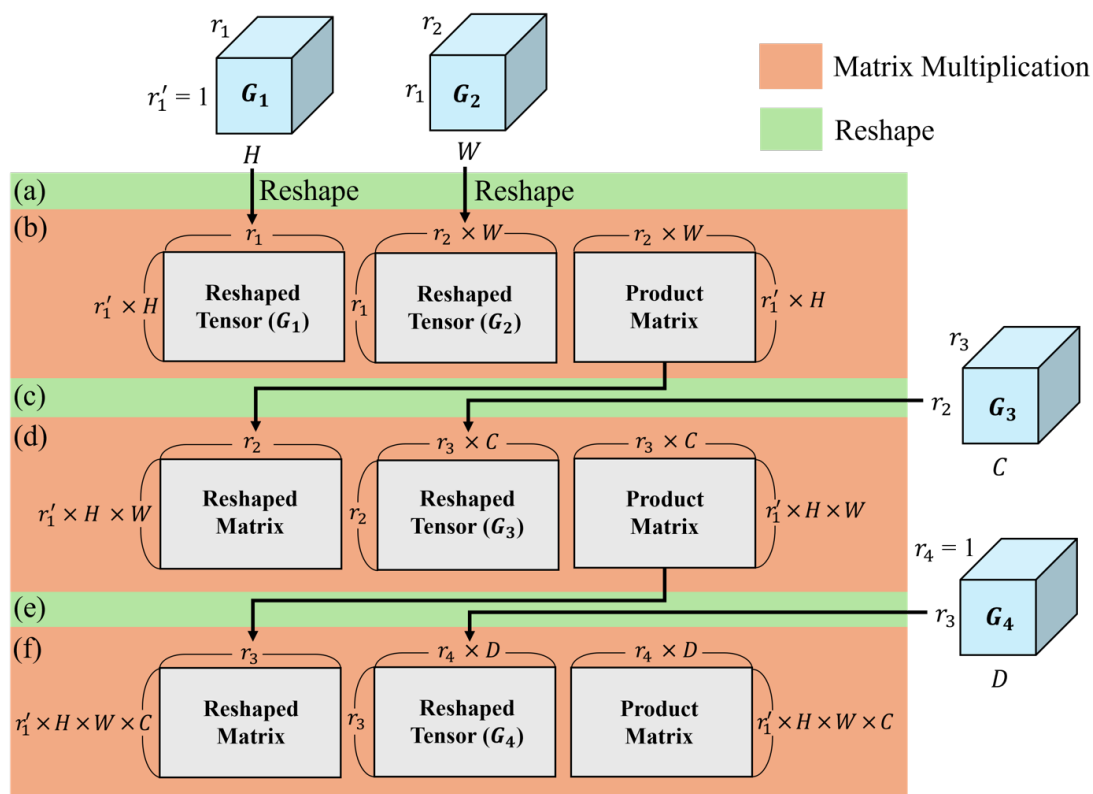 r₁
r₂
Matrix Multiplication
r₁′ = 1
G₁
r₁
G₂
Reshape
H
W
(a)
Reshape
Reshape
(b)
r₁
r₂ × W
r₂ × W
r₁′ × H
Reshaped
Tensor (G₁)
r₁
Reshaped
Tensor (G₂)
Product
Matrix
r₁′ × H
r₃
(c)
r₂
G₃
C
(d)
r₂
r₃ × C
r₃ × C
r₁′ × H × W
Reshaped
Matrix
r₂
Reshaped
Tensor (G₃)
Product
Matrix
r₁′ × H × W
r₄ = 1
(e)
r₃
G₄
D
(f)
r₃
r₄ × D
r₄ × D
r₁′ × H × W × C
Reshaped
Matrix
r₃
Reshaped
Tensor (G₄)
Product
Matrix
r₁′ × H × W × C